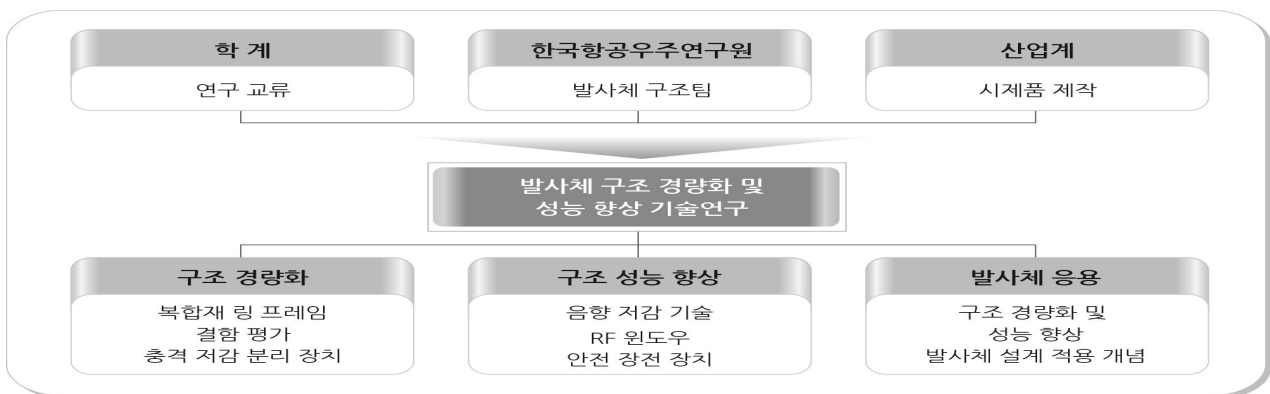 학 계
연구 교류
한국항공우주연구원
발사체 구조팀
산업계
시제품 제작
발사체 구조 경량화 및
성능 향상 기술연구
구조 경량화
복합재 링 프레임
결함 평가
충격 저감 분리 장치
구조 성능 향상
음향 저감 기술
RF 윈도우
안전 장전 장치
발사체 응용
구조 경량화 및
성능 향상
발사체 설계 적용 개념